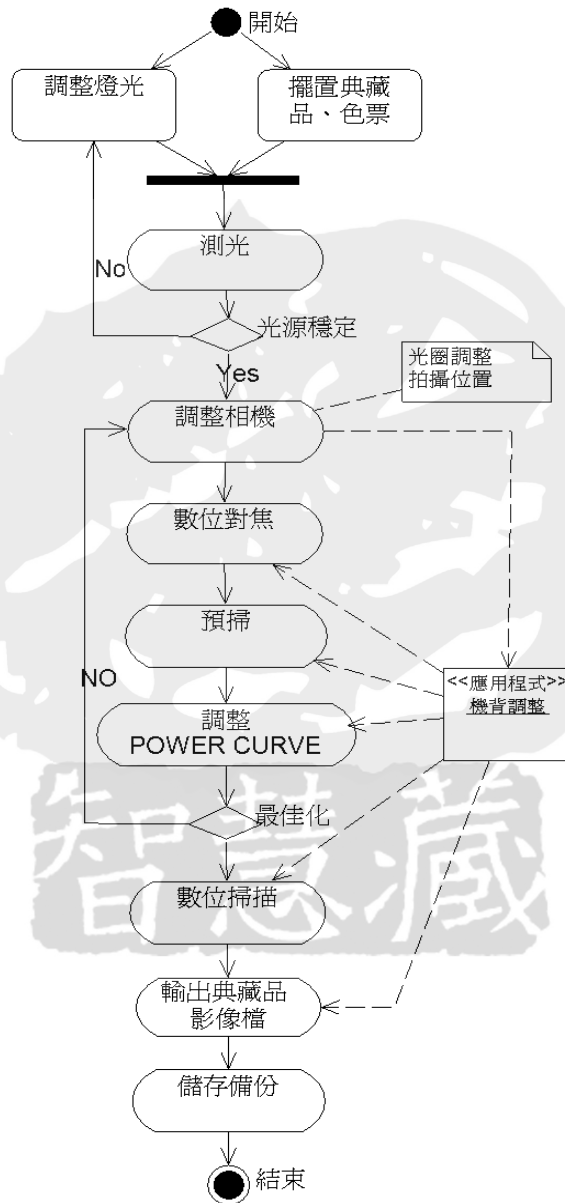 開始
調整燈光
擺置典藏
品、色票
測光
No
光源穩定
Yes
光圈調整
拍攝位置
調整相機
數位對焦
預掃
NO
<<應用程式>>
機背調整
調整
POWER CURVE
最佳化
智慧藏
數位掃描
輸出典藏品
影像檔
儲存備份
結束